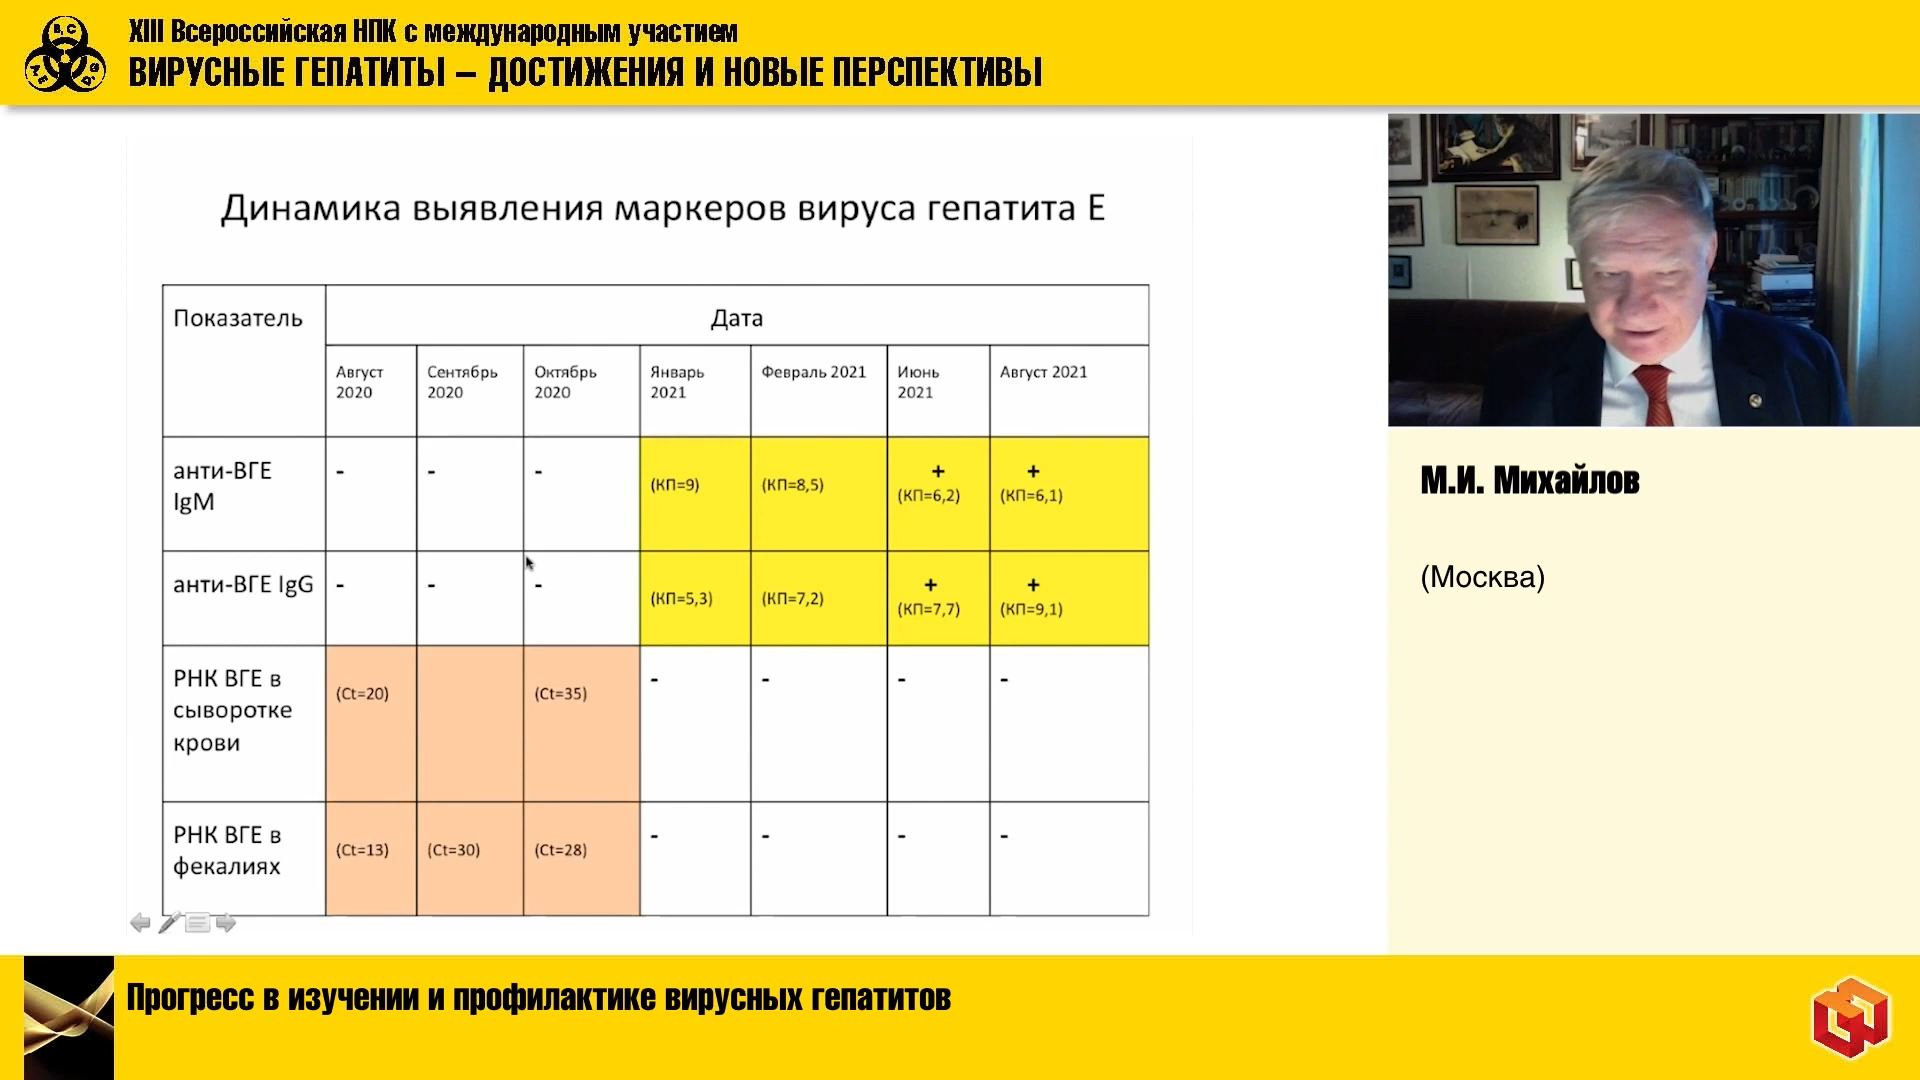 XIII Всероссийская НПК с международным участием
ВИРУСНЫЕ ГЕПАТИТЫ – ДОСТИЖЕНИЯ И НОВЫЕ ПЕРСПЕКТИВЫ
Динамика выявления маркеров вируса гепатита Е
Показатель
Дата
Август 2020
Сентябрь 2020
Октябрь 2020
Январь 2021
Февраль 2021
Июнь 2021
Август 2021
анти-ВГЕ IgM
-
-
-
(КП=9)
(КП=8,5)
+
(КП=6,2)
+
(КП=6,1)
анти-ВГЕ IgG
-
-
-
(КП=5,3)
(КП=7,2)
+
(КП=7,7)
+
(КП=9,1)
РНК ВГЕ в сыворотке крови
(Ct=20)
(Ct=35)
-
-
-
-
РНК ВГЕ в фекалиях
(Ct=13)
(Ct=30)
(Ct=28)
-
-
-
-
М.И. Михайлов
(Москва)
Прогресс в изучении и профилактике вирусных гепатитов